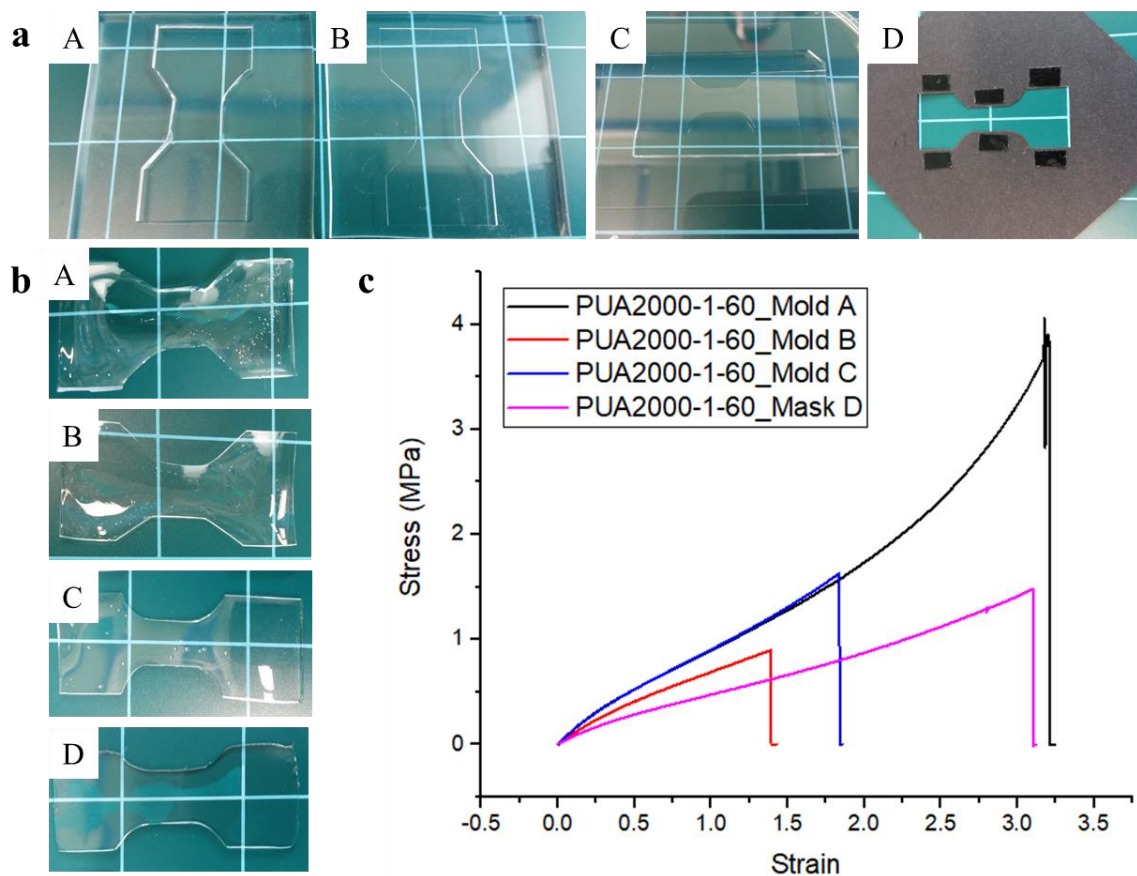 a
A
B
C
D
b
A
B
C
D
c
PUA2000-1-60_Mold A
PUA2000-1-60_Mold B
PUA2000-1-60_Mold C
PUA2000-1-60_Mask D
Stress (MPa)
4
3
2
1
0
-0.5 0.0 0.5 1.0 1.5 2.0 2.5 3.0 3.5
Strain